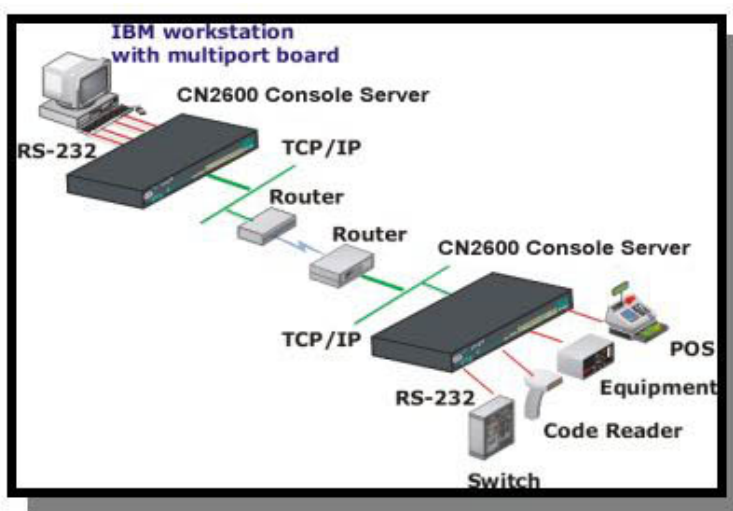 IBM workstation
with multiport board
CN2600 Console Server
RS-232
TCP/IP
Router
Router
CN2600 Console Server
TCP/IP
POS
RS-232
Equipment
Code Reader
Switch